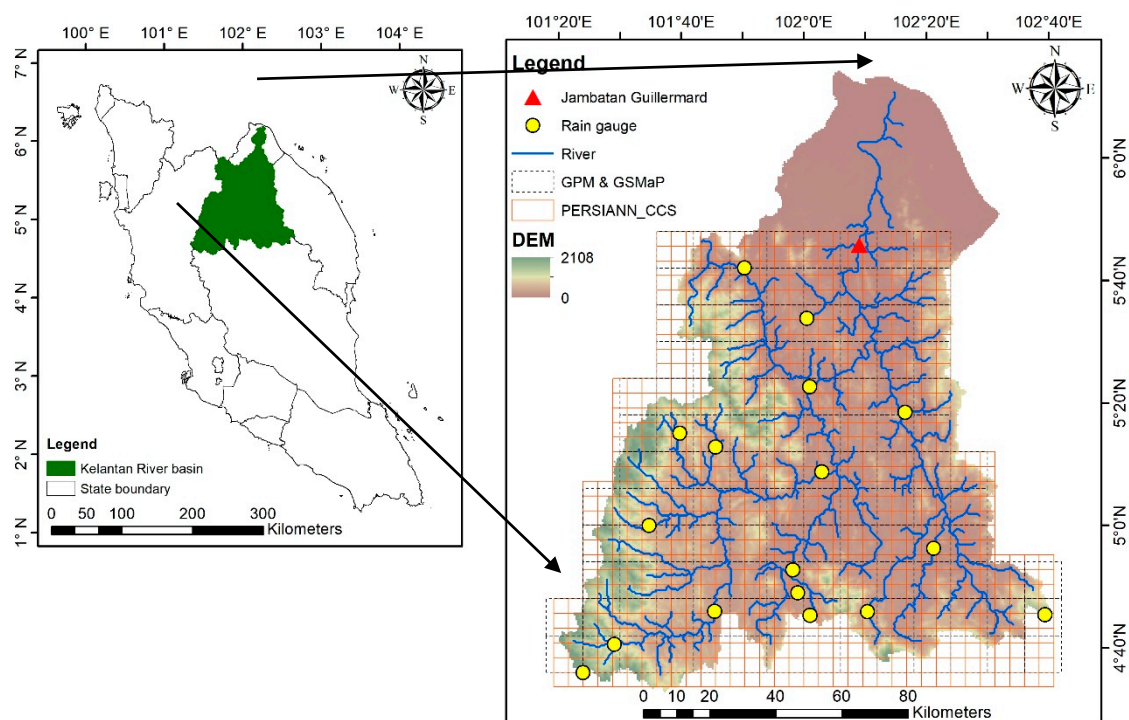 100° E 101° E 102° E 103° E 104° E
7° N
6° N
5° N
4° N
3° N
2° N
1° N
N
W E
S
Legend
Kelantan River basin
State boundary
0 50 100 200 300
Kilometers
101°20'E 101°40'E 102°0'E 102°20'E 102°40'E
6°0'N
5°40'N
5°20'N
5°0'N
4°40'N
N
W E
S
Legend
Jambatan Guillermard
Rain gauge
River
GPM & GSMaP
PERSIANN_CCS
DEM
2108
0
0 10 20 40 60 80
Kilometers